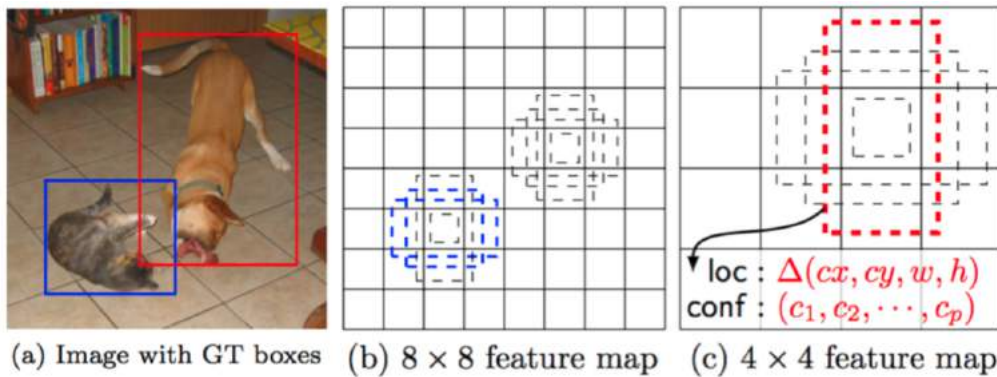 loc : Δ(cx, cy, w, h)
conf : (c₁, c₂, ⋯, cₚ)
(a) Image with GT boxes
(b) 8 × 8 feature map
(c) 4 × 4 feature map